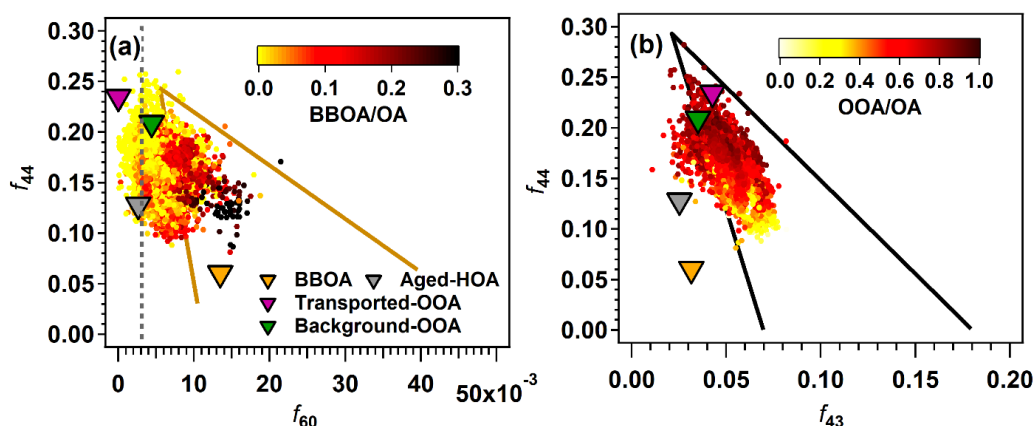 (a)
0.30
0.25
0.20
0.15
0.10
0.05
0.00
f44
0.0 0.1 0.2 0.3
BBOA/OA
BBOA Aged-HOA
Transported-OOA
Background-OOA
0 10 20 30 40 50x10⁻³
f60
(b)
0.30
0.25
0.20
0.15
0.10
0.05
0.00
f44
0.0 0.2 0.4 0.6 0.8 1.0
OOA/OA
0.00 0.05 0.10 0.15 0.20
f43